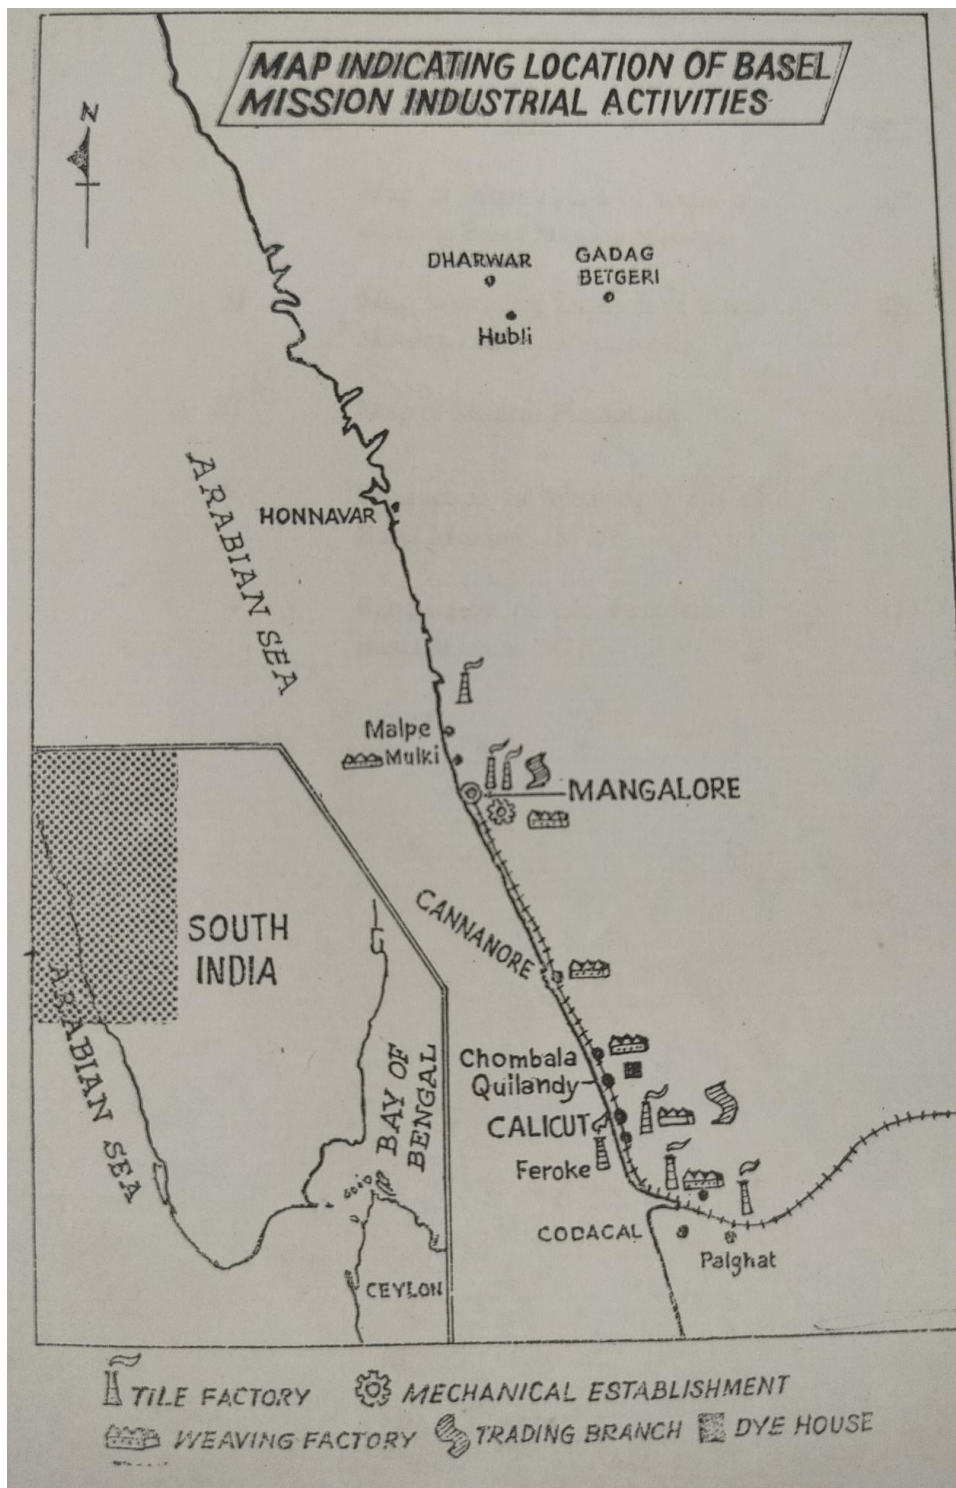 MAP INDICATING LOCATION OF BASEL
MISSION INDUSTRIAL ACTIVITIES
N
DHARWAR
GADAG
BETGERI
Hubli
ARABIAN SEA
HONNAVAR
Malpe
Mulki
MANGALORE
CANNANORE
SOUTH
INDIA
ARABIAN SEA
BAY OF
BENGAL
CEYLON
Chombala
Quilandy
CALICUT
Feroke
CODACAL
Palghat
TILE FACTORY
MECHANICAL ESTABLISHMENT
WEAVING FACTORY
TRADING BRANCH
DYE HOUSE